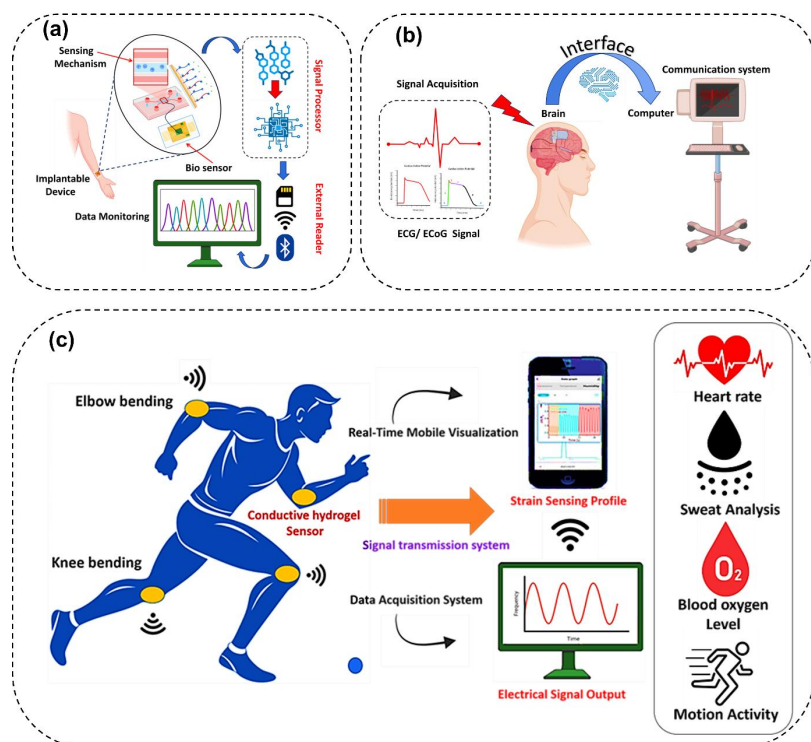 (a)
Sensing
Mechanism
Signal Processor
Bio sensor
Implantable
Device
Data Monitoring
External Reader
(b)
Interface
Communication system
Signal Acquisition
Brain
Computer
ECG/ ECoG Signal
(c)
Elbow bending
Real-Time Mobile Visualization
Conductive hydrogel
Sensor
Strain Sensing Profile
Signal transmission system
Knee bending
Data Acquisition System
Frequency
Time
Electrical Signal Output
Heart rate
Sweat Analysis
O2
Blood oxygen
Level
Motion Activity